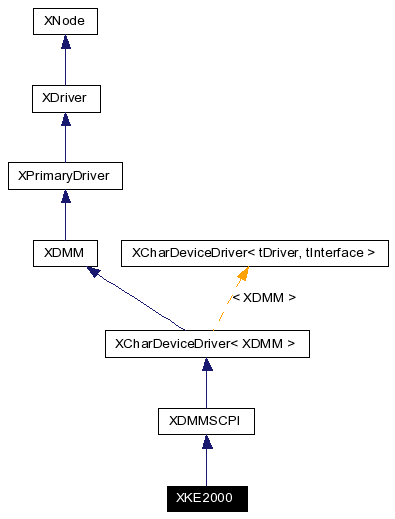 XNode
XDriver
XPrimaryDriver
XDMM
XCharDeviceDriver< tDriver, tInterface >
< XDMM >
XCharDeviceDriver< XDMM >
XDMMSCPI
XKE2000